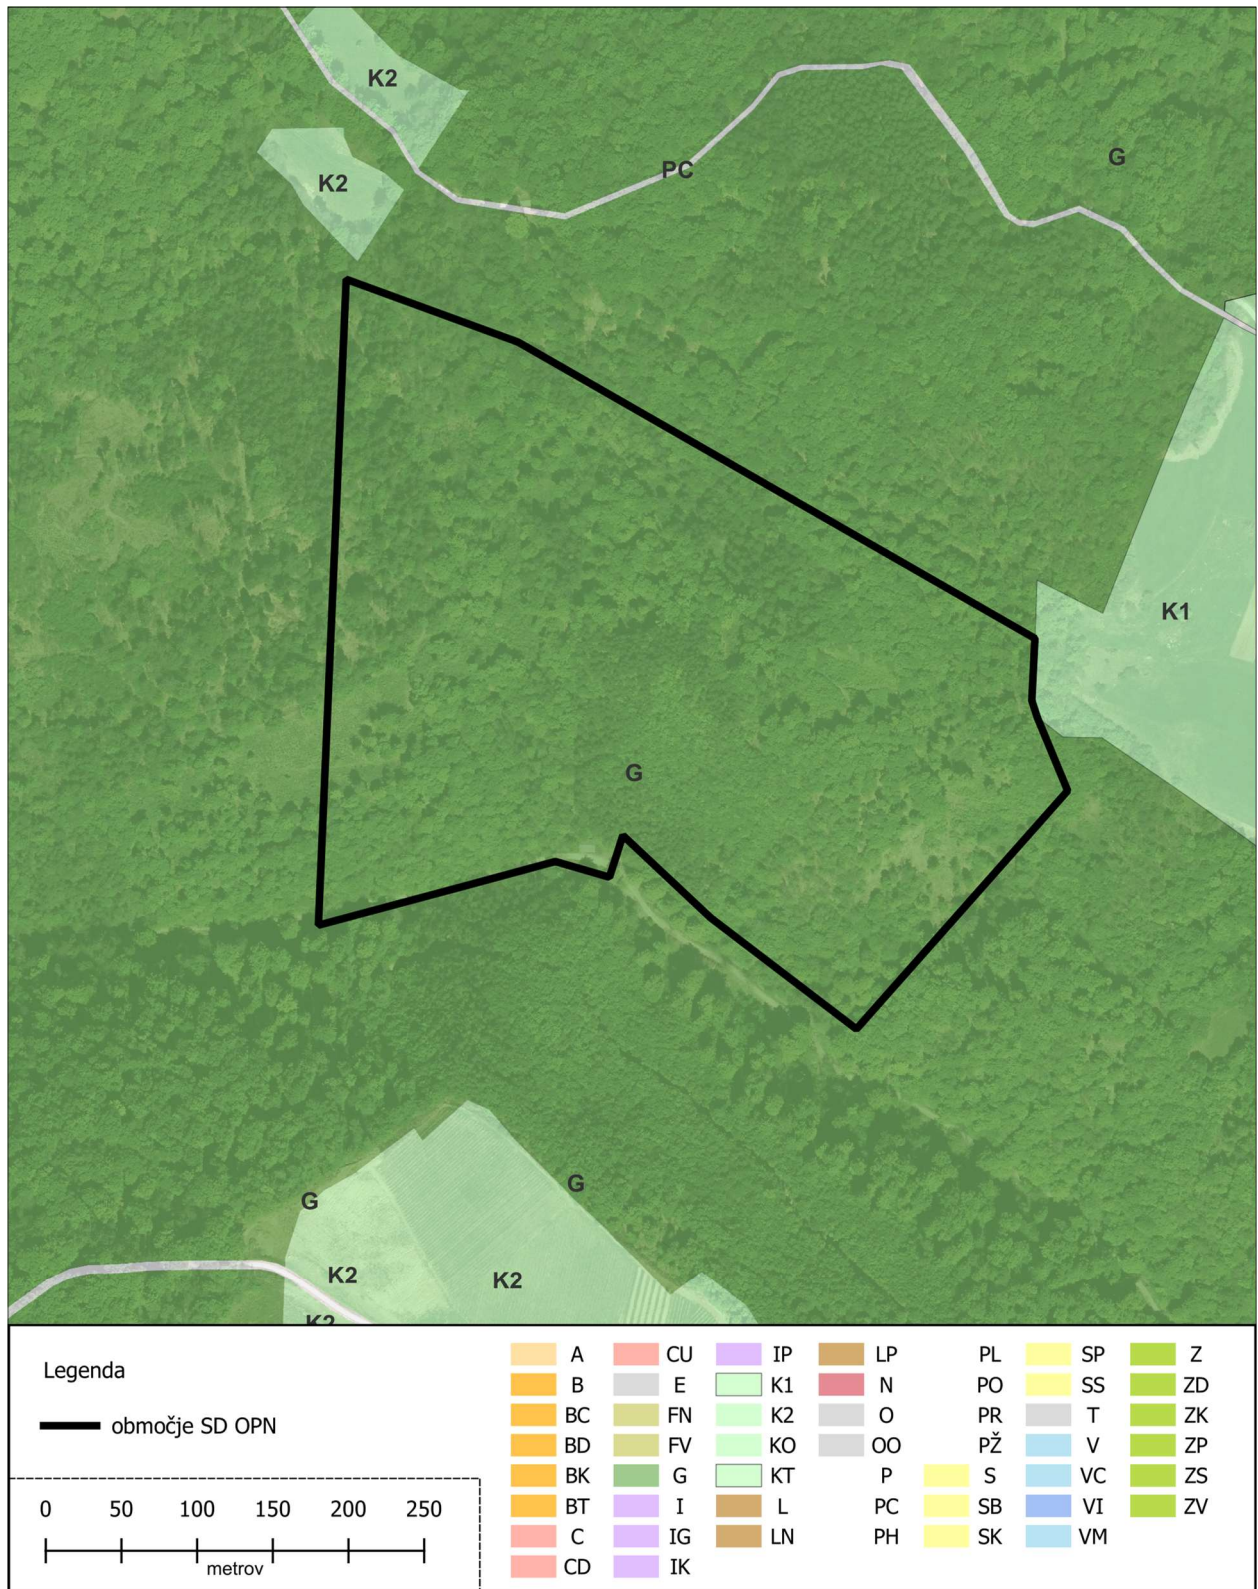 K2
G
PC
K2
K1
G
G
G
K2
K2
K2
Legenda
območje SD OPN
0 50 100 150 200 250
metrov
A
B
BC
BD
BK
BT
C
CD
CU
E
FN
FV
G
I
IG
IK
IP
K1
K2
KO
KT
L
LN
LP
N
O
OO
P
PC
PH
PL
PO
PR
PŽ
S
SB
SK
SP
SS
T
V
VC
VI
VM
Z
ZD
ZK
ZP
ZS
ZV